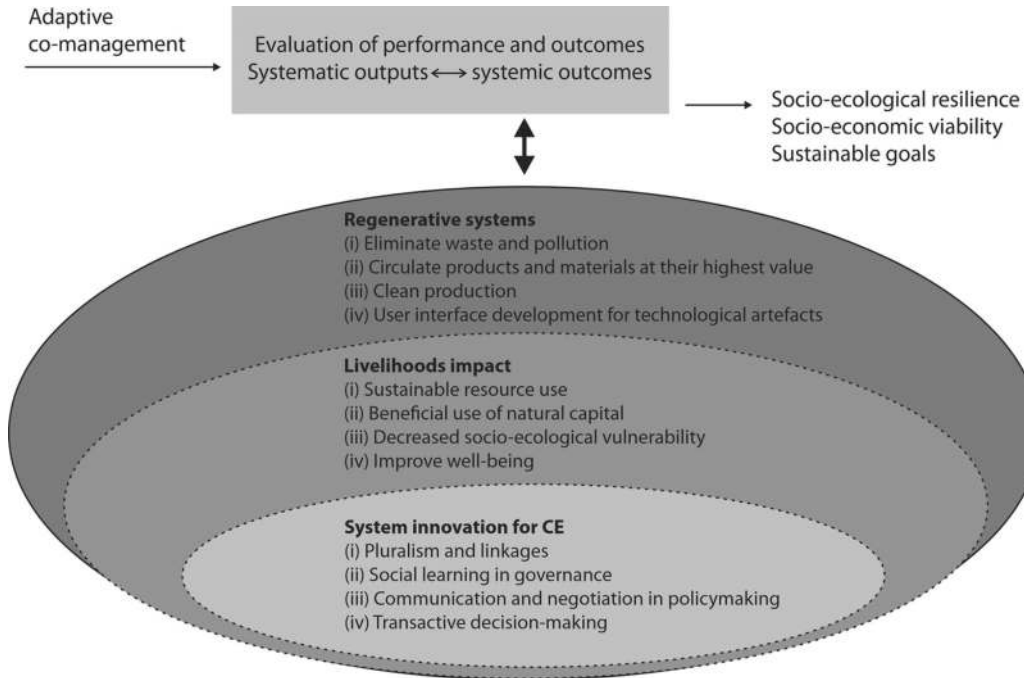 Adaptive
co-management
Evaluation of performance and outcomes
Systematic outputs ⟷ systemic outcomes
Socio-ecological resilience
Socio-economic viability
Sustainable goals
Regenerative systems
(i) Eliminate waste and pollution
(ii) Circulate products and materials at their highest value
(iii) Clean production
(iv) User interface development for technological artefacts
Livelihoods impact
(i) Sustainable resource use
(ii) Beneficial use of natural capital
(iii) Decreased socio-ecological vulnerability
(iv) Improve well-being
System innovation for CE
(i) Pluralism and linkages
(ii) Social learning in governance
(iii) Communication and negotiation in policymaking
(iv) Transactive decision-making